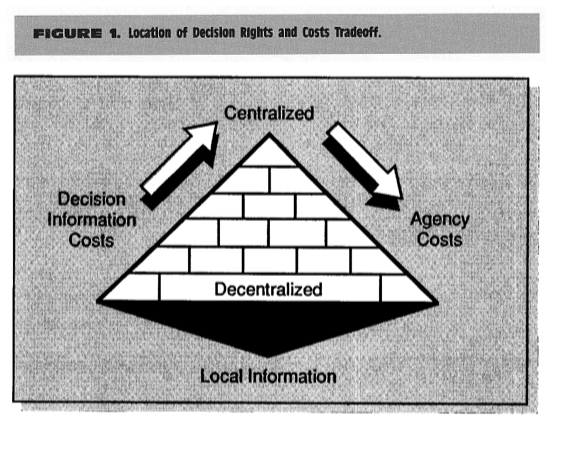 FIGURE 1. Location of Decision Rights and Costs Tradeoff.
Centralized
Decision
Information
Costs
Agency
Costs
Decentralized
Local Information